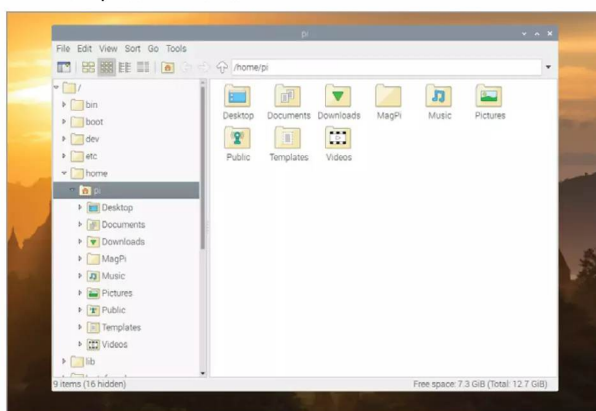 pi
File Edit View Sort Go Tools
/home/pi
/
bin
boot
dev
etc
home
pi
Desktop
Documents
Downloads
MagPi
Music
Pictures
Public
Templates
Videos
lib
Desktop Documents Downloads MagPi Music Pictures
Public Templates Videos
9 items (16 hidden) Free space: 7.3 GiB (Total: 12.7 GiB)